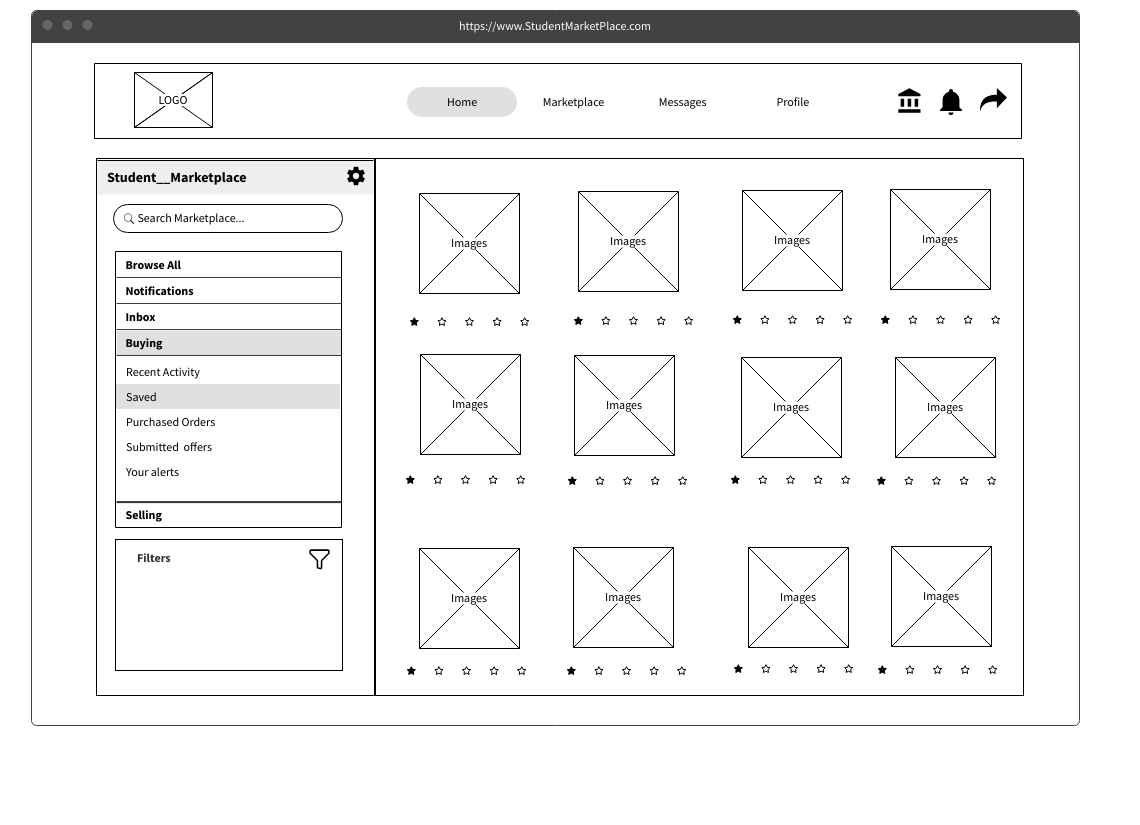 https://www.StudentMarketPlace.com
LOGO
Home
Marketplace
Messages
Profile
Student__Marketplace
Search Marketplace...
Browse All
Notifications
Inbox
Buying
Recent Activity
Saved
Purchased Orders
Submitted offers
Your alerts
Selling
Filters
Images
Images
Images
Images
Images
Images
Images
Images
Images
Images
Images
Images